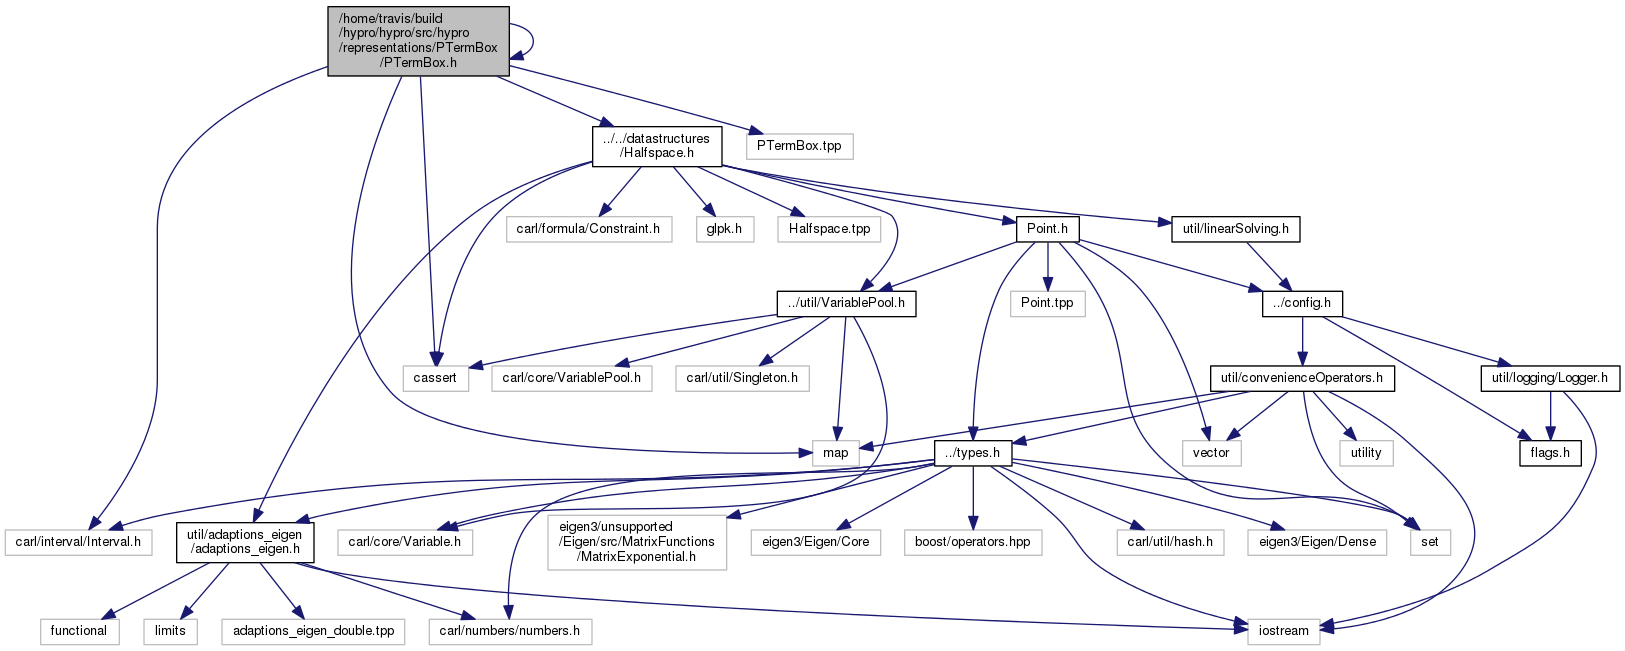 /home/travis/build
/hypro/hypro/src/hypro
/representations/PTermBox
/PTermBox.h
../../datastructures
/Halfspace.h
PTermBox.tpp
carl/formula/Constraint.h
glpk.h
Halfspace.tpp
Point.h
util/linearSolving.h
../util/VariablePool.h
Point.tpp
../config.h
cassert
carl/core/VariablePool.h
carl/util/Singleton.h
util/convenienceOperators.h
util/logging/Logger.h
map
../types.h
vector
utility
flags.h
carl/interval/Interval.h
util/adaptions_eigen
/adaptions_eigen.h
carl/core/Variable.h
eigen3/unsupported
/Eigen/src/MatrixFunctions
/MatrixExponential.h
eigen3/Eigen/Core
boost/operators.hpp
carl/util/hash.h
eigen3/Eigen/Dense
set
functional
limits
adaptions_eigen_double.tpp
carl/numbers/numbers.h
iostream